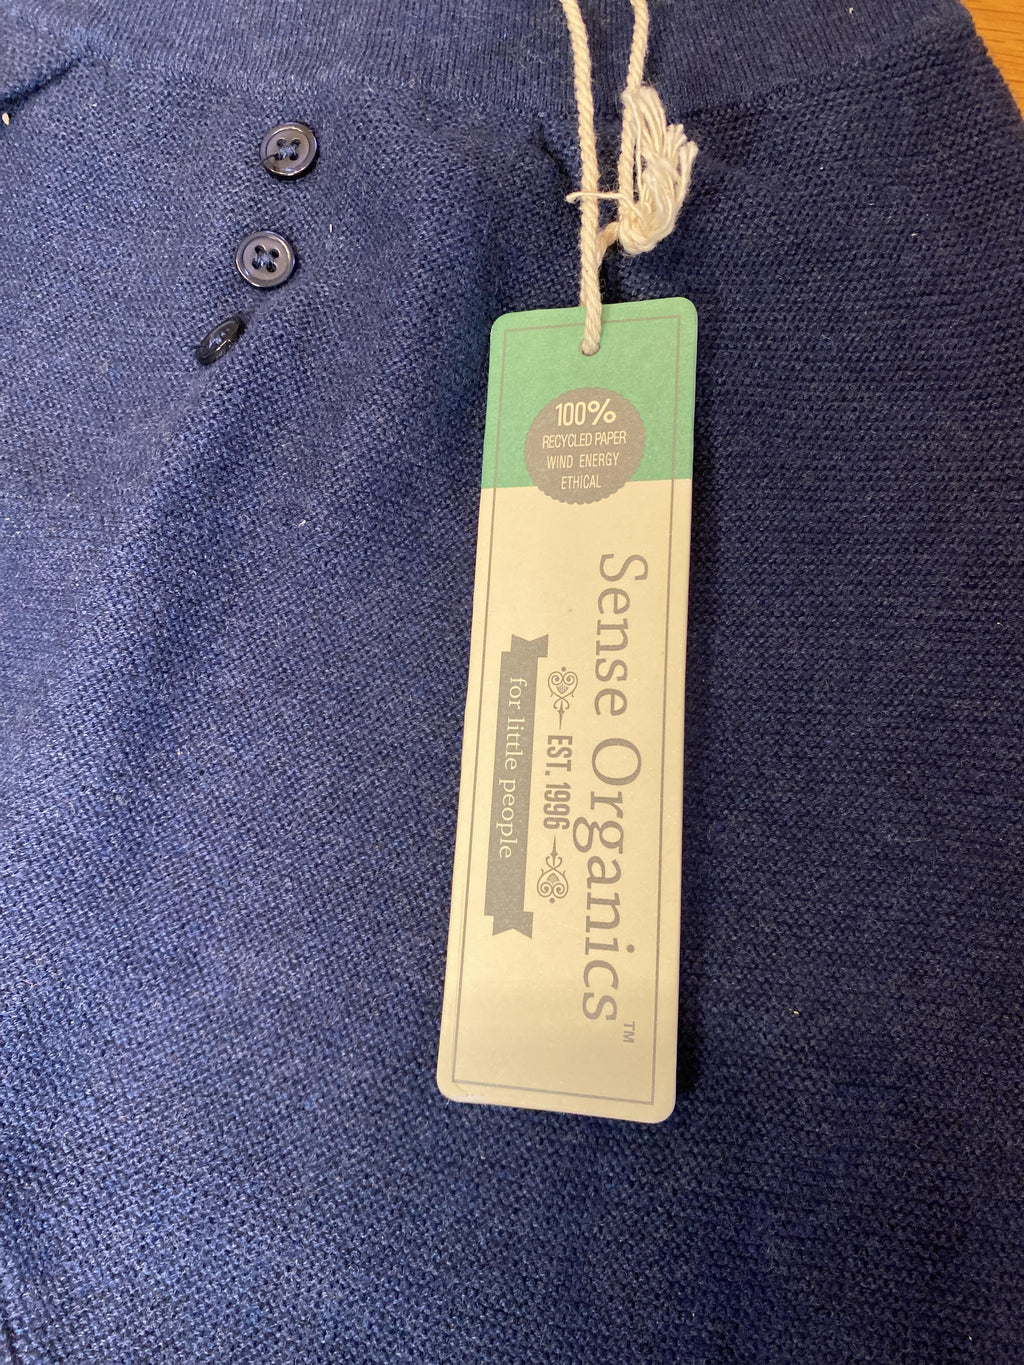 100%
RECYCLED PAPER
WIND ENERGY
ETHICAL
Sense Organics™
EST. 1996
for little people